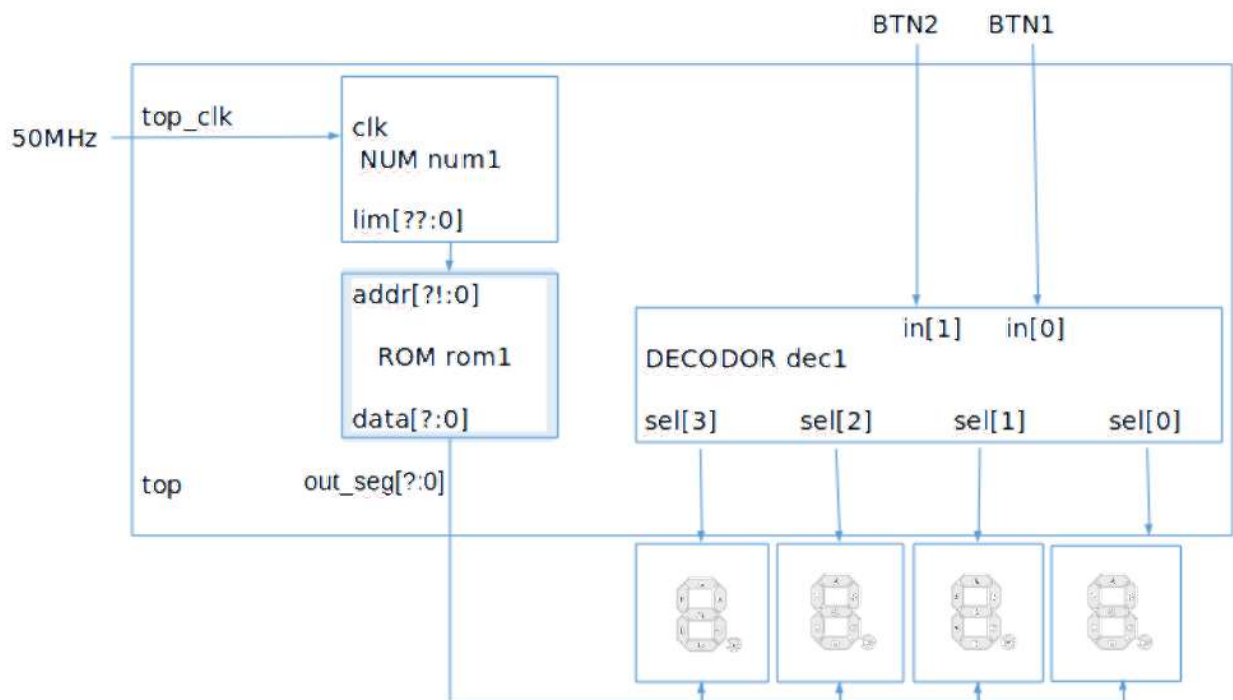 BTN2 BTN1
top_clk
50MHz
clk
NUM num1
lim[??:0]
addr[?!:0]
ROM rom1
data[?:0]
in[1] in[0]
DECODOR dec1
sel[3] sel[2] sel[1] sel[0]
top
out_seg[?:0]